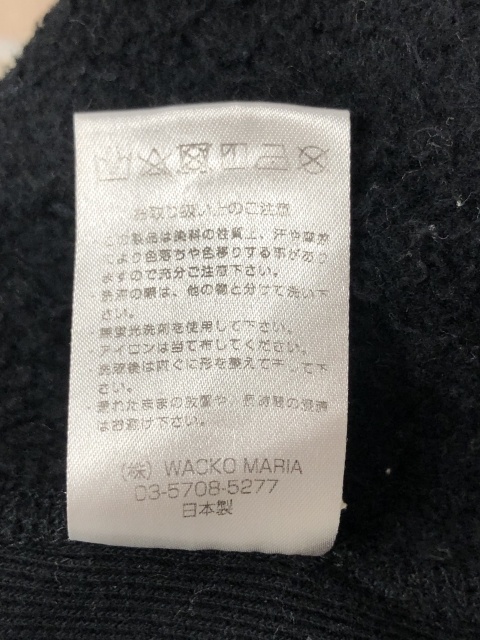 お取り扱い上のご注意
・この製品は染料の性質上、汗や摩擦
により色落ちや色移りする事があり
ますので充分ご注意下さい。
・洗濯の際は、他の物と分けて洗い下
さい。
・無蛍光洗剤を使用して下さい。
・アイロンは当て布してください。
洗濯後は直ぐに形を整えて干して下
さい。
・濡れたままの放置や、長時間の浸漬
はお避け下さい。
(株) WACKO MARIA
03-5708-5277
日本製